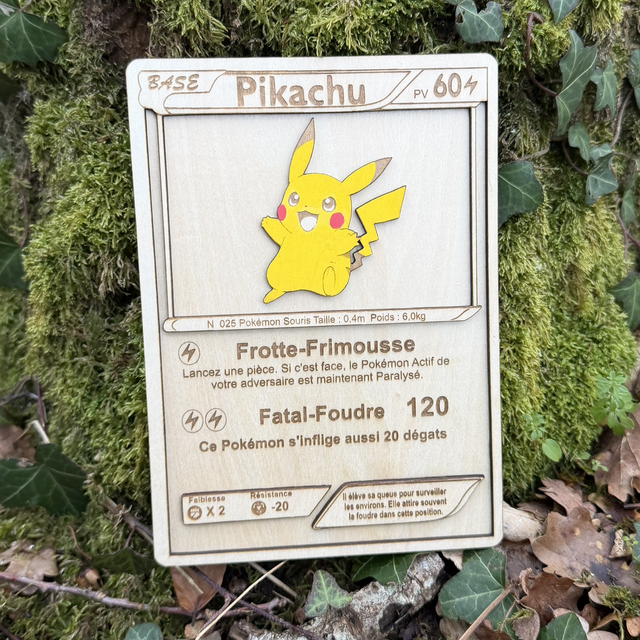 BASE Pikachu PV 60
N 025 Pokémon Souris Taille : 0,4m Poids : 6,0kg
Frotte-Frimousse
Lancez une pièce. Si c'est face, le Pokémon Actif de
votre adversaire est maintenant Paralysé.
Fatal-Foudre 120
Ce Pokémon s'inflige aussi 20 dégats
Faiblesse Résistance
X 2 -20
Il élève sa queue pour surveiller
les environs. Elle attire souvent
la foudre dans cette position.